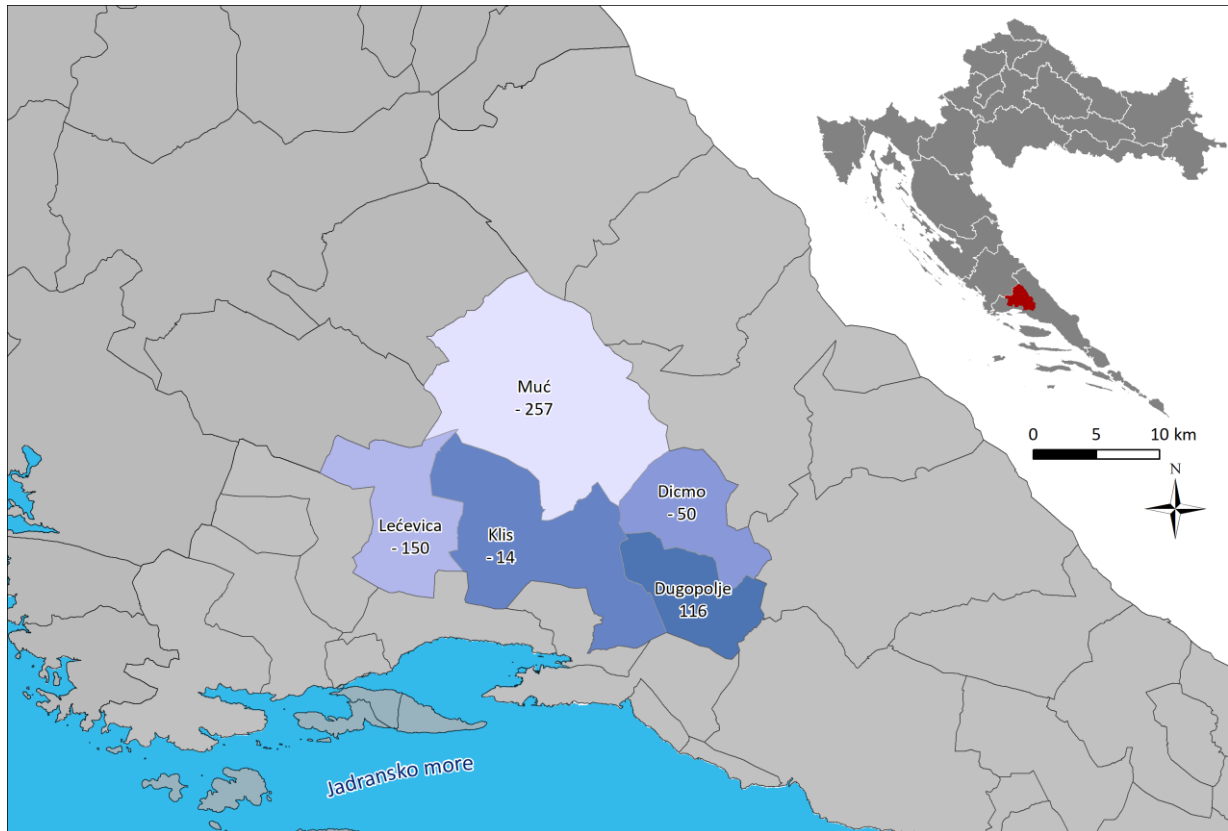 Muć
- 257
Dicmo
- 50
Lećevica
- 150
Klis
- 14
Dugopolje
116
Jadransko more
0 5 10 km
N